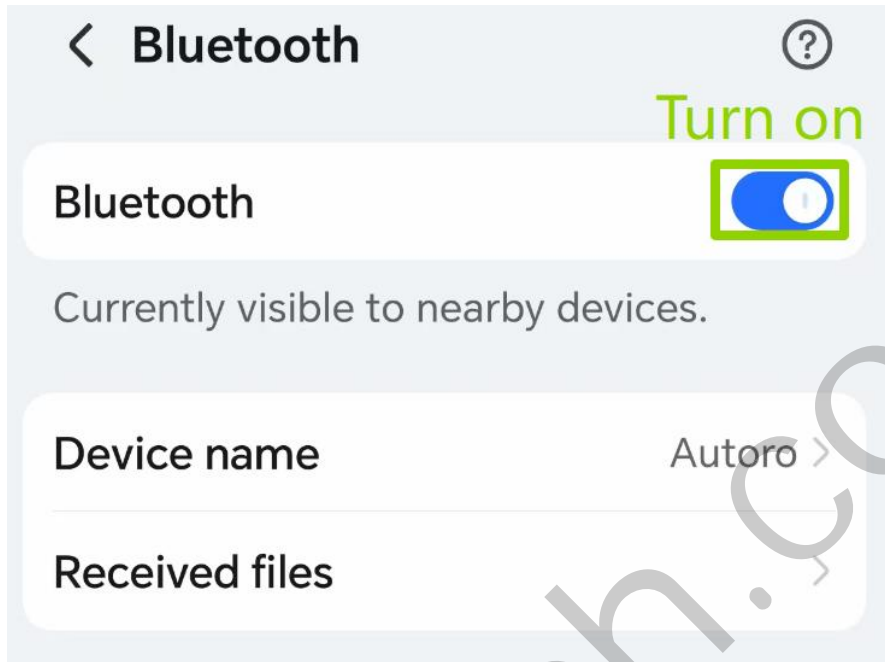 Bluetooth
Turn on
Bluetooth
Currently visible to nearby devices.
Device name Autoro
Received files